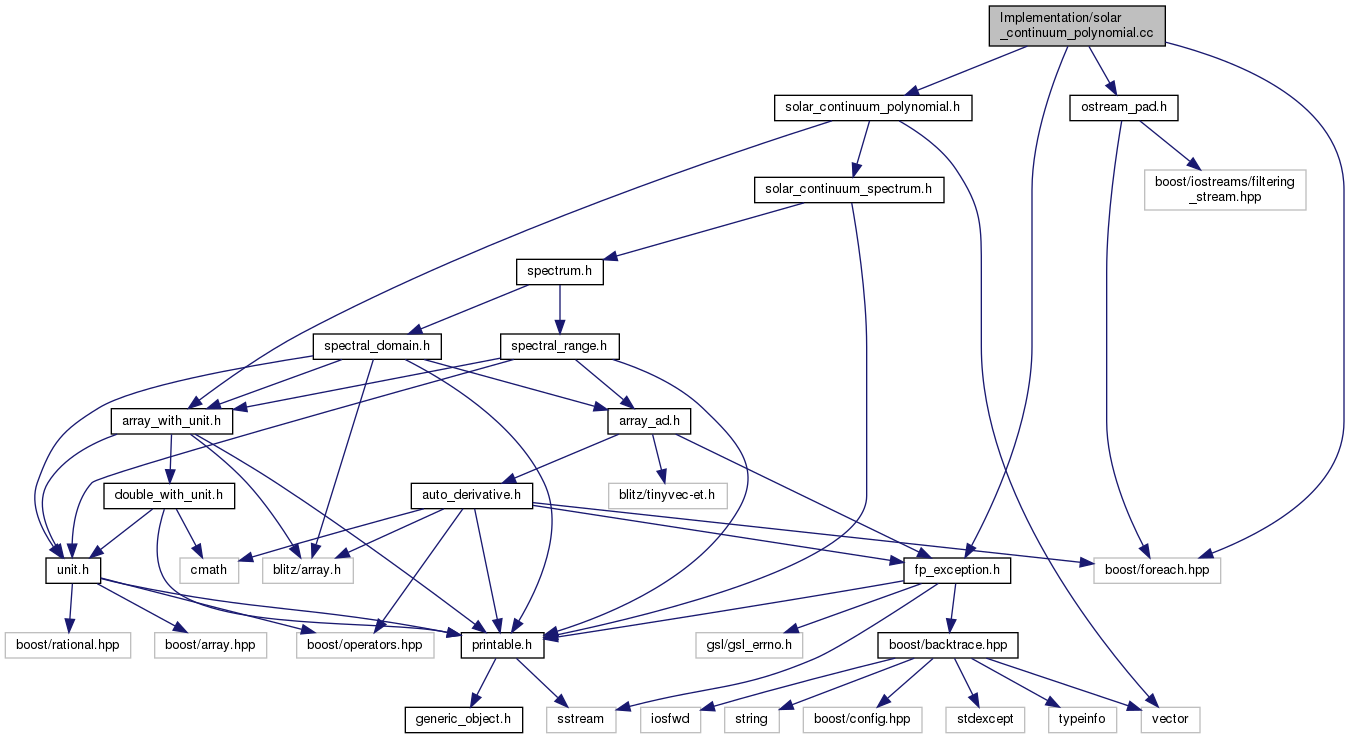 Implementation/solar
_continuum_polynomial.cc
solar_continuum_polynomial.h
ostream_pad.h
solar_continuum_spectrum.h
boost/iostreams/filtering
_stream.hpp
spectrum.h
spectral_domain.h
spectral_range.h
array_with_unit.h
array_ad.h
double_with_unit.h
auto_derivative.h
blitz/tinyvec-et.h
unit.h
cmath
blitz/array.h
fp_exception.h
boost/foreach.hpp
boost/rational.hpp
boost/array.hpp
boost/operators.hpp
printable.h
gsl/gsl_errno.h
boost/backtrace.hpp
generic_object.h
sstream
iosfwd
string
boost/config.hpp
stdexcept
typeinfo
vector